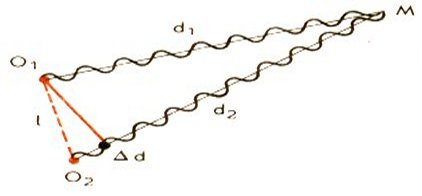 d₁
M
O₁
l
d₂
Δd
O₂